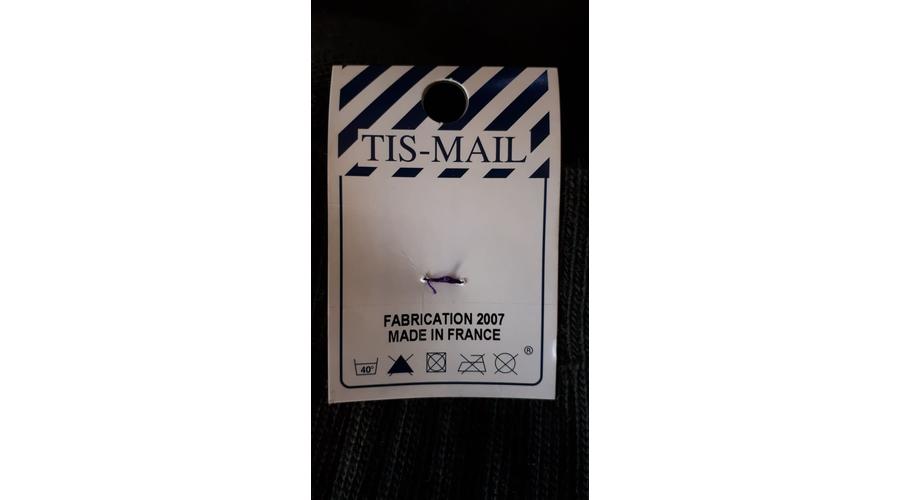 TIS-MAIL
FABRICATION 2007
MADE IN FRANCE
40°
®